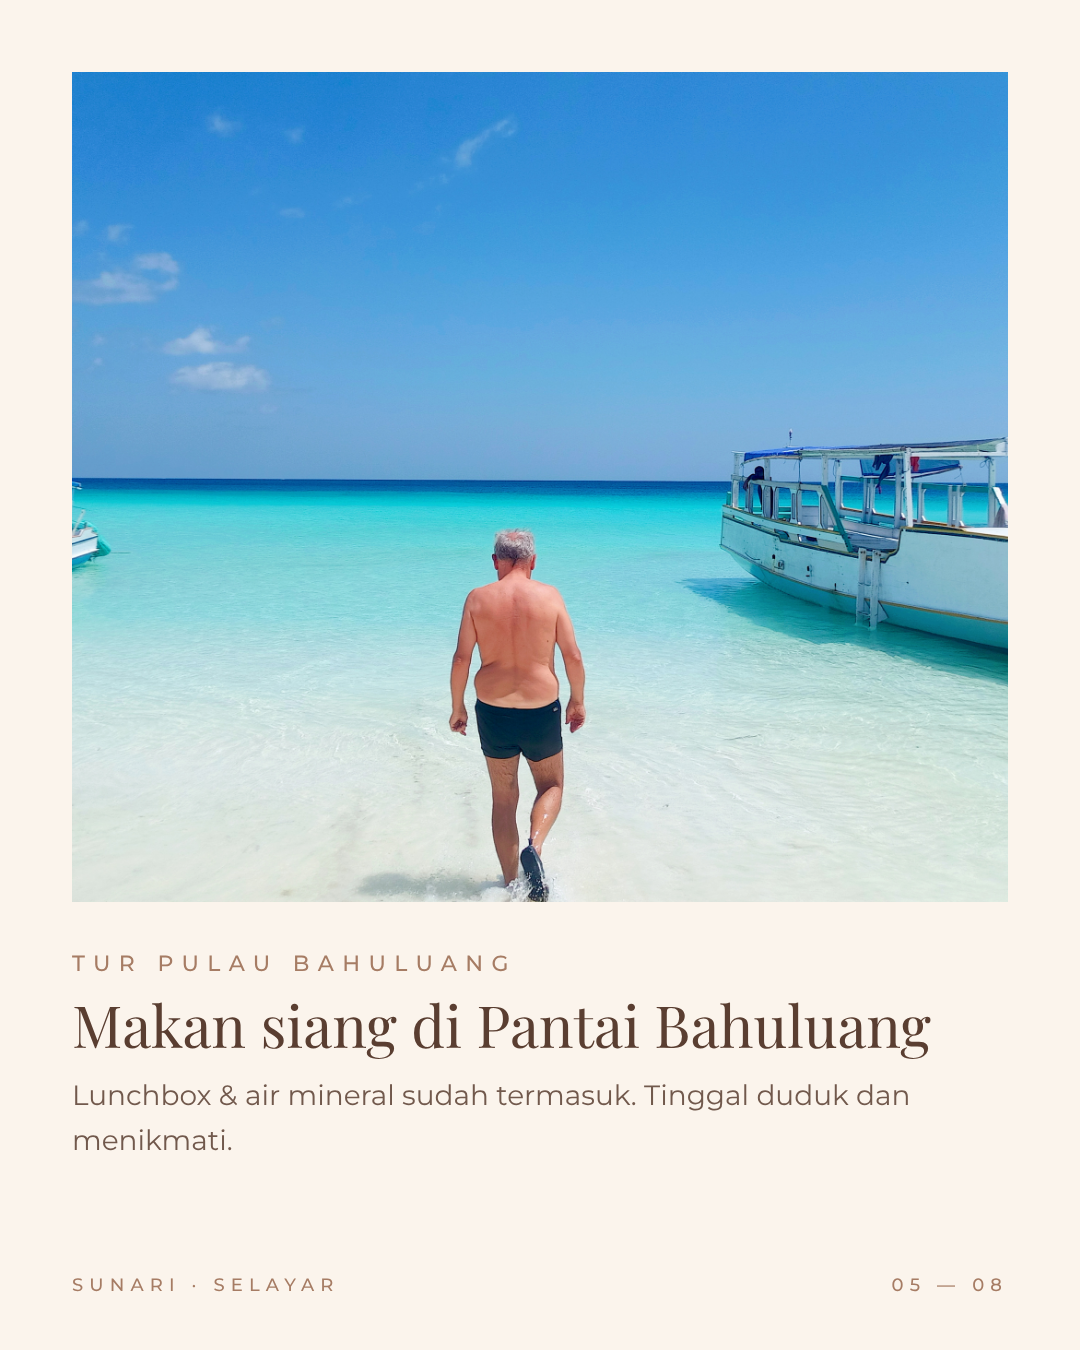 TUR PULAU BAHULUANG
Makan siang di Pantai Bahuluang
Lunchbox & air mineral sudah termasuk. Tinggal duduk dan
menikmati.
SUNARI · SELAYAR
05 — 08